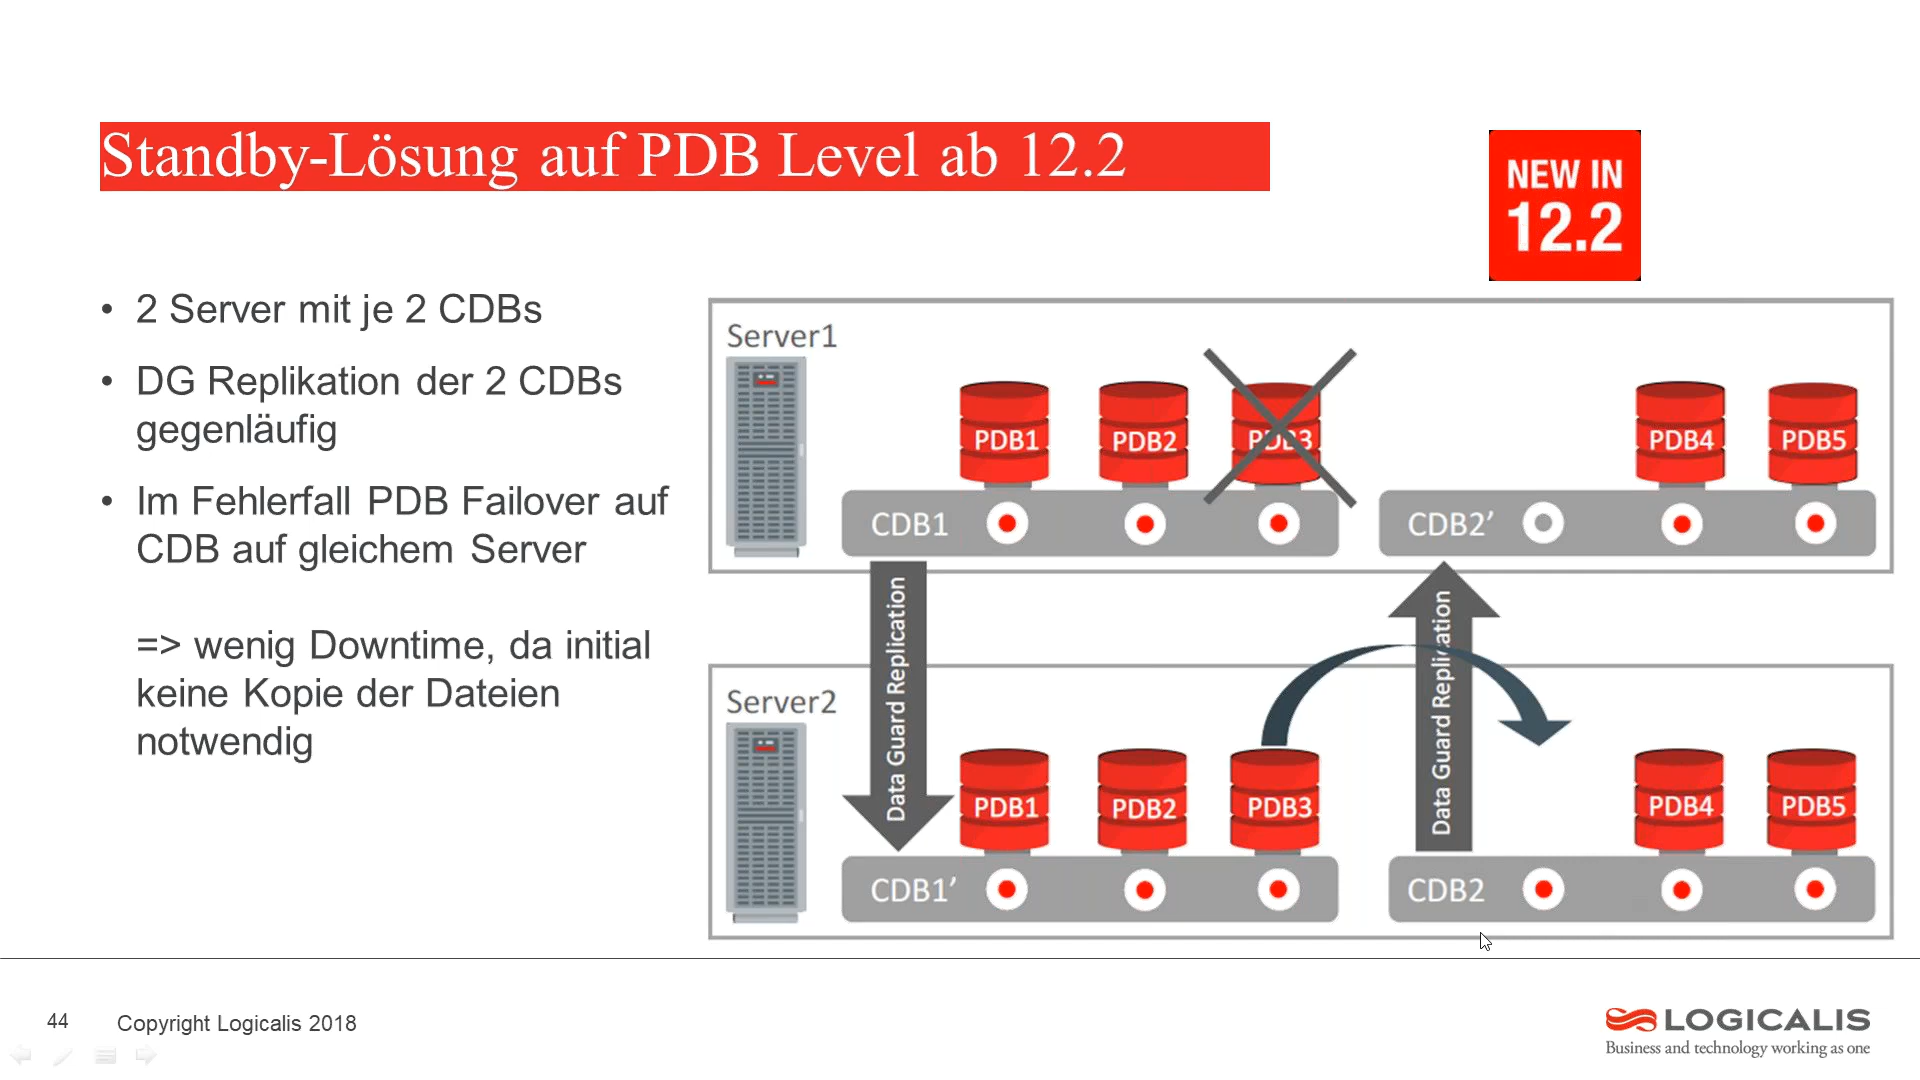 Standby-Lösung auf PDB Level ab 12.2
NEW IN
12.2
• 2 Server mit je 2 CDBs
• DG Replikation der 2 CDBs
gegenläufig
• Im Fehlerfall PDB Failover auf
CDB auf gleichem Server
=> wenig Downtime, da initial
keine Kopie der Dateien
notwendig
Server1
PDB1
PDB2
PDB3
PDB4
PDB5
CDB1
CDB2’
Data Guard Replication
Data Guard Replication
Server2
PDB1
PDB2
PDB3
PDB4
PDB5
CDB1’
CDB2
44
Copyright Logicalis 2018
LOGICALIS
Business and technology working as one